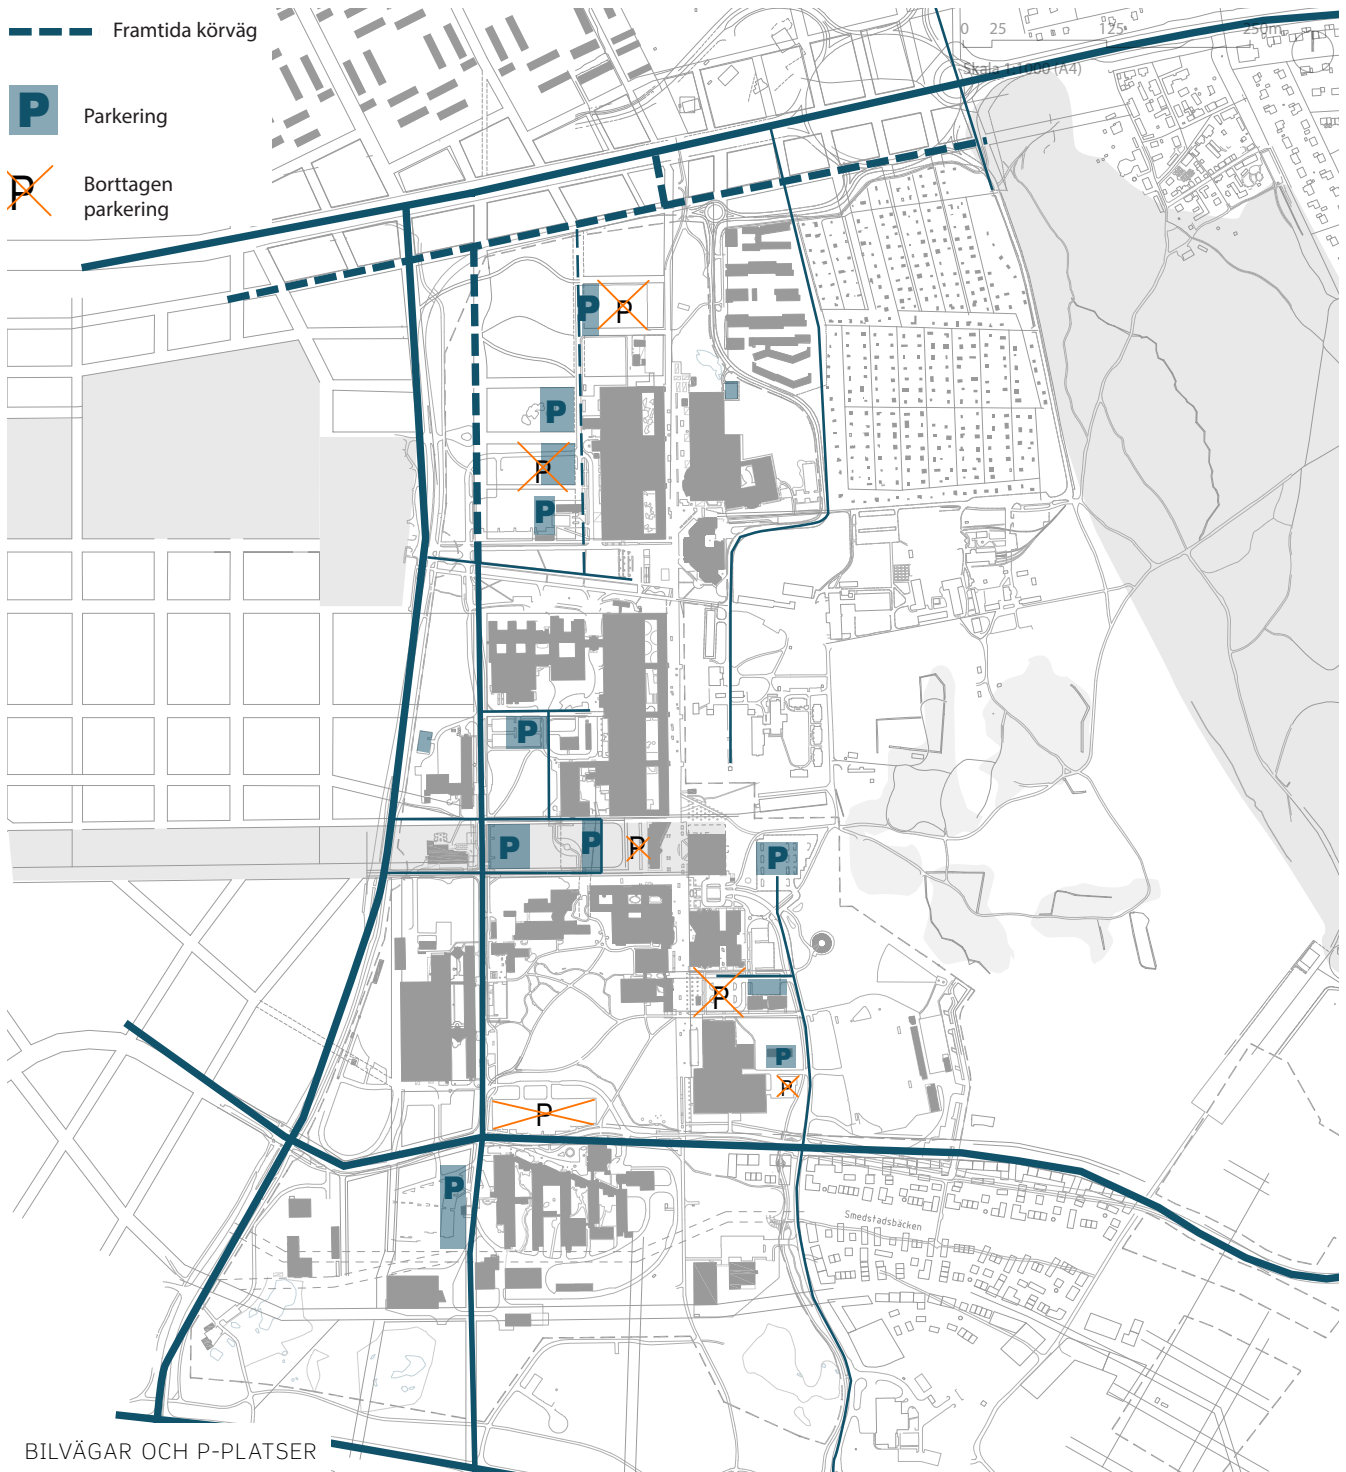 Framtida körväg
0 25 125 250m
Skala 1:1000 (A4)
P Parkering
P Borttagen
parkering
P P
P
P
P
P
P P P
P
P
P
P
P
P
Smedstadsbäcken
BILVÄGAR OCH P-PLATSER